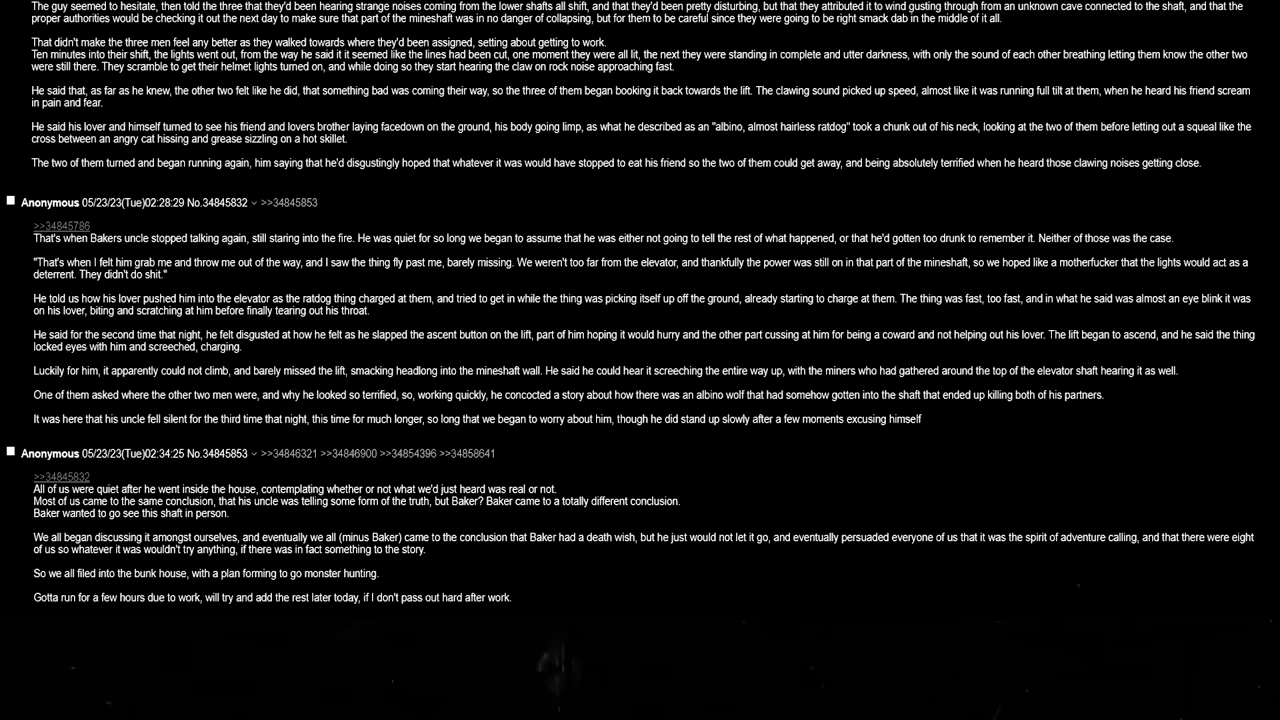 The guy seemed to hesitate, then told the three that they'd been hearing strange noises coming from the lower shafts all shift, and that they'd been pretty disturbing, but that they attributed it to wind gusting through from an unknown cave connected to the shaft, and that the
proper authorities would be checking it out the next day to make sure that part of the mineshaft was in no danger of collapsing, but for them to be careful since they were going to be right smack dab in the middle of it all.
That didn't make the three men feel any better as they walked towards where they'd been assigned, setting about getting to work.
Ten minutes into their shift, the lights went out, from the way he said it it seemed like the lines had been cut, one moment they were all lit, the next they were standing in complete and utter darkness, with only the sound of each other breathing letting them know the other two
were still there. They scramble to get their helmet lights turned on, and while doing so they start hearing the claw on rock noise approaching fast.
He said that, as far as he knew, the other two felt like he did, that something bad was coming their way, so the three of them began booking it back towards the lift. The clawing sound picked up speed, almost like it was running full tilt at them, when he heard his friend scream
in pain and fear.
He said his lover and himself turned to see his friend and lovers brother laying facedown on the ground, his body going limp, as what he described as an "albino, almost hairless ratdog" took a chunk out of his neck, looking at the two of them before letting out a squeal like the
cross between an angry cat hissing and grease sizzling on a hot skillet.
The two of them turned and began running again, him saying that he'd disgustingly hoped that whatever it was would have stopped to eat his friend so the two of them could get away, and being absolutely terrified when he heard those clawing noises getting close.
Anonymous 05/23/23(Tue)02:28:29 No.34845832 >>34845853
>>34845786
That's when Bakers uncle stopped talking again, still staring into the fire. He was quiet for so long we began to assume that he was either not going to tell the rest of what happened, or that he'd gotten too drunk to remember it. Neither of those was the case.
"That's when I felt him grab me and throw me out of the way, and I saw the thing fly past me, barely missing. We weren't too far from the elevator, and thankfully the power was still on in that part of the mineshaft, so we hoped like a motherfucker that the lights would act as a
deterrent. They didn't do shit."
He told us how his lover pushed him into the elevator as the ratdog thing charged at them, and tried to get in while the thing was picking itself up off the ground, already starting to charge at them. The thing was fast, too fast, and in what he said was almost an eye blink it was
on his lover, biting and scratching at him before finally tearing out his throat.
He said for the second time that night, he felt disgusted at how he felt as he slapped the ascent button on the lift, part of him hoping it would hurry and the other part cussing at him for being a coward and not helping out his lover. The lift began to ascend, and he said the thing
locked eyes with him and screeched, charging.
Luckily for him, it apparently could not climb, and barely missed the lift, smacking headlong into the mineshaft wall. He said he could hear it screeching the entire way up, with the miners who had gathered around the top of the elevator shaft hearing it as well.
One of them asked where the other two men were, and why he looked so terrified, so, working quickly, he concocted a story about how there was an albino wolf that had somehow gotten into the shaft that ended up killing both of his partners.
It was here that his uncle fell silent for the third time that night, this time for much longer, so long that we began to worry about him, though he did stand up slowly after a few moments excusing himself
Anonymous 05/23/23(Tue)02:34:25 No.34845853 >>34846321 >>34846900 >>34854396 >>34858641
>>34845832
All of us were quiet after he went inside the house, contemplating whether or not what we'd just heard was real or not.
Most of us came to the same conclusion, that his uncle was telling some form of the truth, but Baker? Baker came to a totally different conclusion.
Baker wanted to go see this shaft in person.
We all began discussing it amongst ourselves, and eventually we all (minus Baker) came to the conclusion that Baker had a death wish, but he just would not let it go, and eventually persuaded everyone of us that it was the spirit of adventure calling, and that there were eight
of us so whatever it was wouldn't try anything, if there was in fact something to the story.
So we all filed into the bunk house, with a plan forming to go monster hunting.
Gotta run for a few hours due to work, will try and add the rest later today, if I don't pass out hard after work.